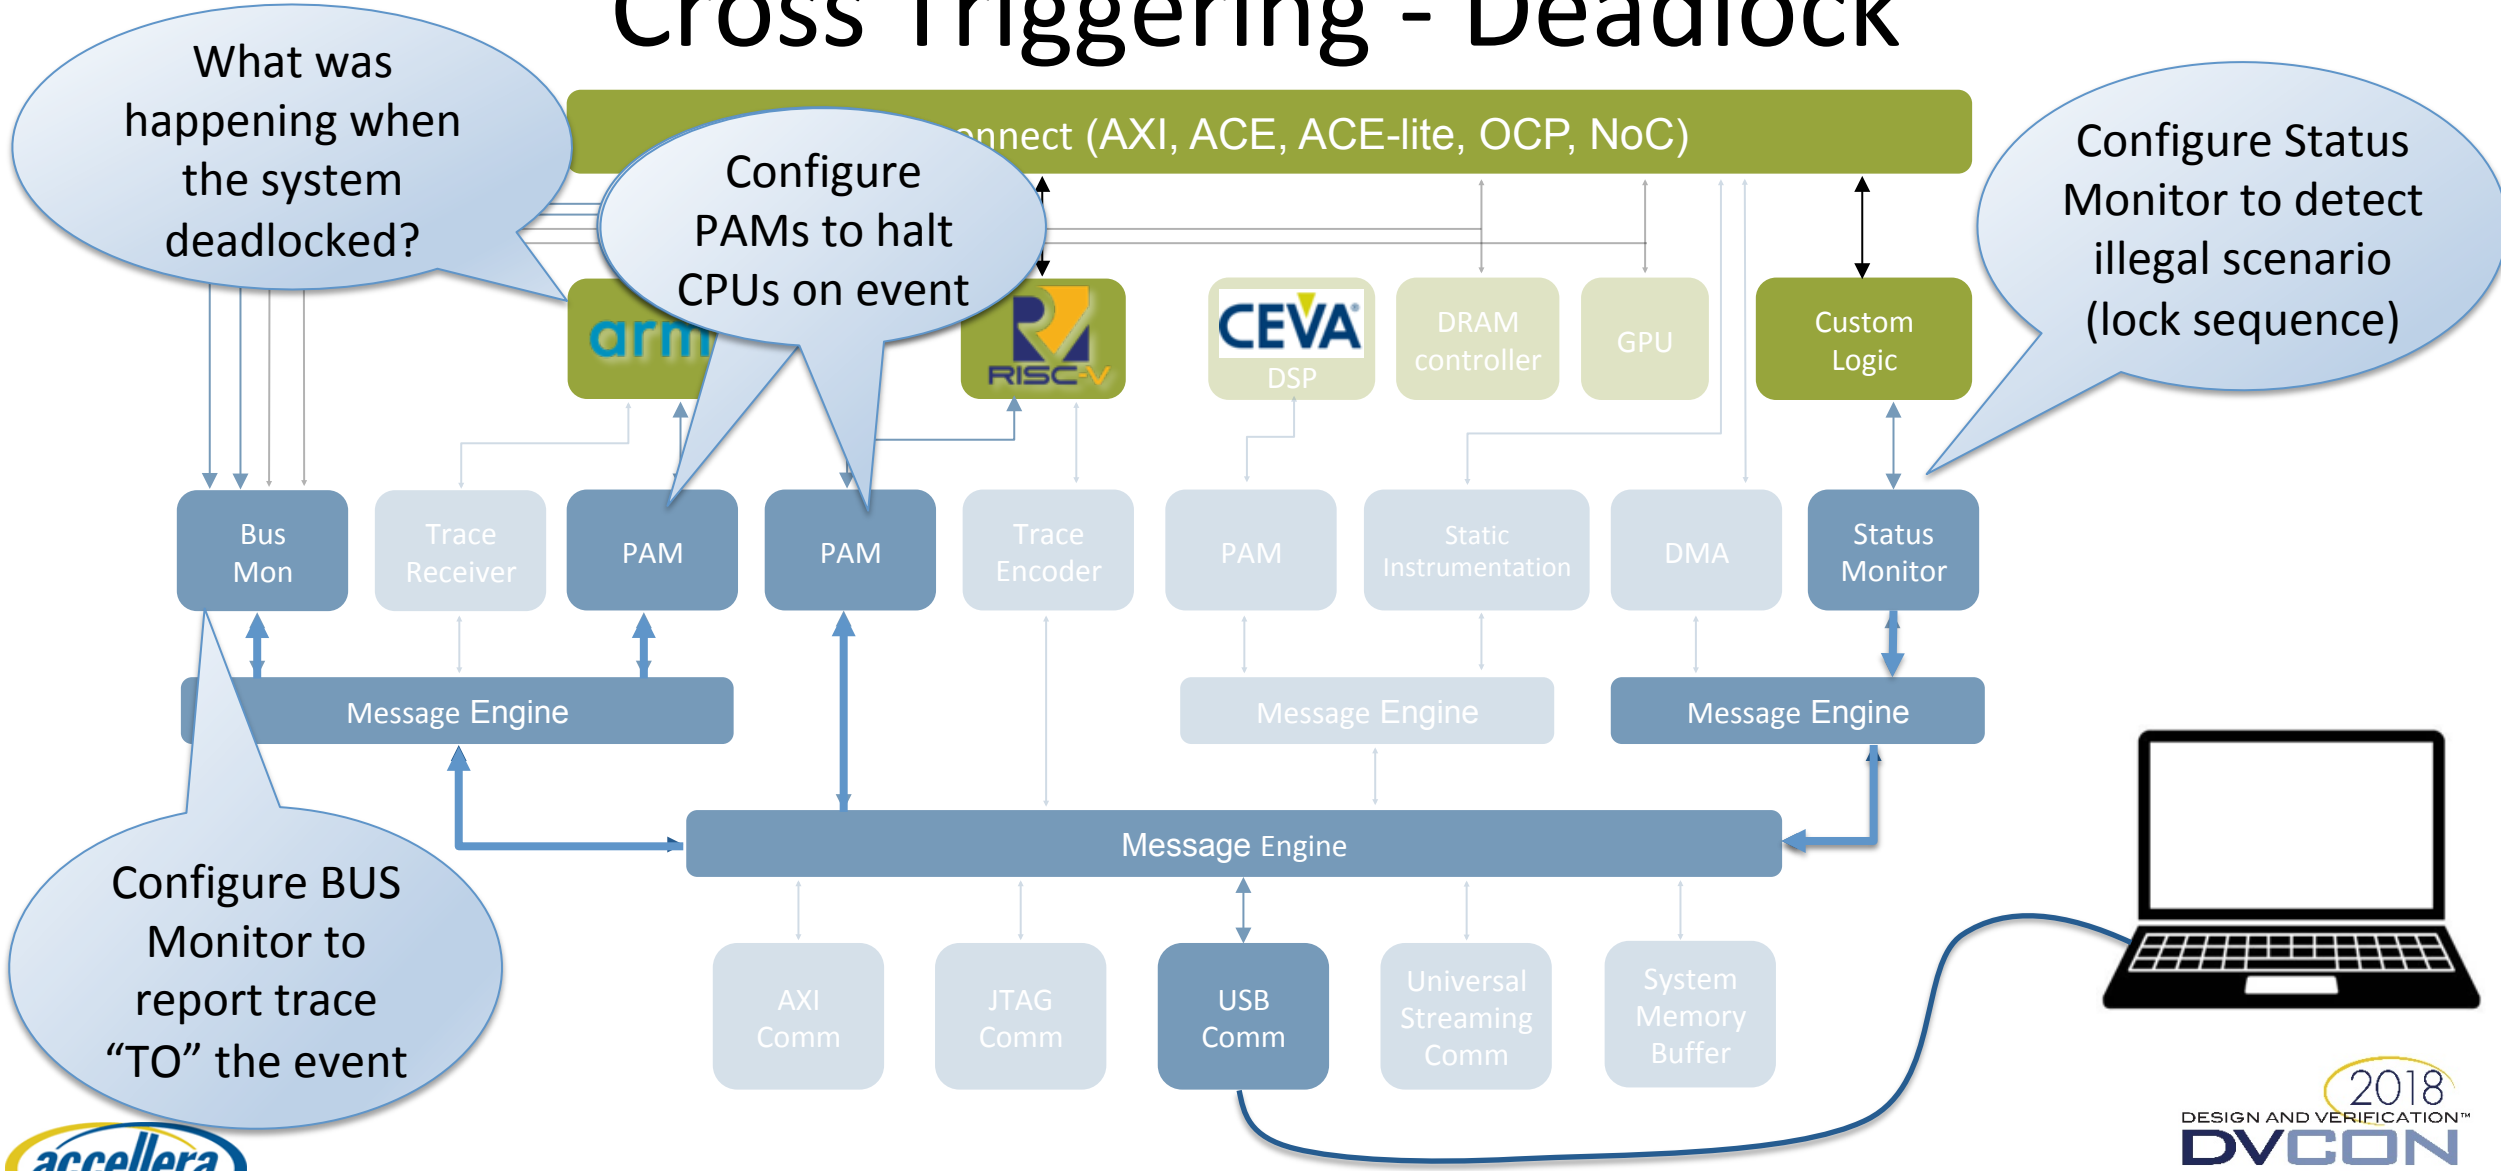 Cross Triggering - Deadlock
What was
happening when
the system
deadlocked?
onnect (AXI, ACE, ACE-lite, OCP, NoC)
Configure
PAMs to halt
CPUs on event
Configure Status
Monitor to detect
illegal scenario
(lock sequence)
arm
RISC-V
CEVA®
DSP
DRAM
controller
GPU
Custom
Logic
Bus
Mon
Trace
Receiver
PAM
PAM
Trace
Encoder
PAM
Static
Instrumentation
DMA
Status
Monitor
Message Engine
Message Engine
Message Engine
Message Engine
Configure BUS
Monitor to
report trace
“TO” the event
AXI
Comm
JTAG
Comm
USB
Comm
Universal
Streaming
Comm
System
Memory
Buffer
accellera
2018
DESIGN AND VERIFICATION™
DVCON